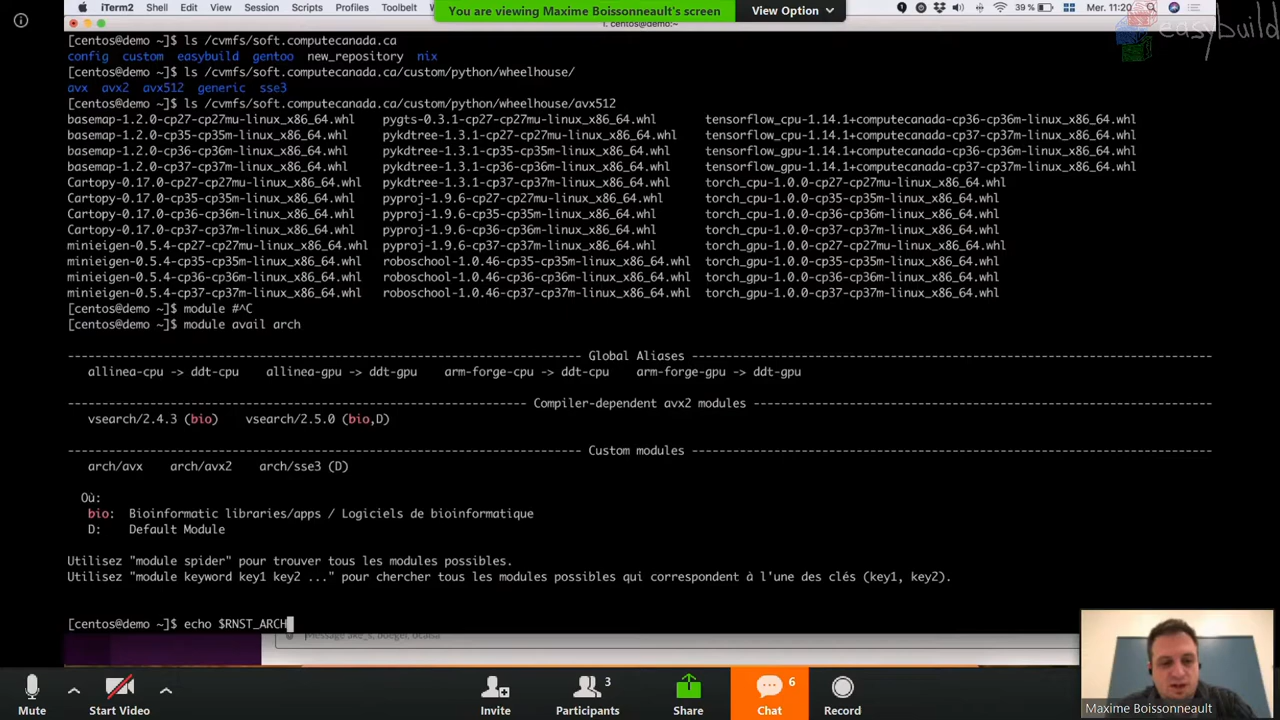 iTerm2 Shell Edit View Session Scripts Profiles Toolbelt
You are viewing Maxime Boissonneault's screen
View Option
39 % Mer. 11:20
easybuild
1. centos@demo:~
[centos@demo ~]$ ls /cvmfs/soft.computecanada.ca
config custom easybuild gentoo new_repository nix
[centos@demo ~]$ ls /cvmfs/soft.computecanada.ca/custom/python/wheelhouse/
avx avx2 avx512 generic sse3
[centos@demo ~]$ ls /cvmfs/soft.computecanada.ca/custom/python/wheelhouse/avx512
basemap-1.2.0-cp27-cp27mu-linux_x86_64.whl pygts-0.3.1-cp27-cp27mu-linux_x86_64.whl tensorflow_cpu-1.14.1+computecanada-cp36-cp36m-linux_x86_64.whl
basemap-1.2.0-cp35-cp35m-linux_x86_64.whl pykdtree-1.3.1-cp27-cp27mu-linux_x86_64.whl tensorflow_cpu-1.14.1+computecanada-cp37-cp37m-linux_x86_64.whl
basemap-1.2.0-cp36-cp36m-linux_x86_64.whl pykdtree-1.3.1-cp35-cp35m-linux_x86_64.whl tensorflow_gpu-1.14.1+computecanada-cp36-cp36m-linux_x86_64.whl
basemap-1.2.0-cp37-cp37m-linux_x86_64.whl pykdtree-1.3.1-cp36-cp36m-linux_x86_64.whl tensorflow_gpu-1.14.1+computecanada-cp37-cp37m-linux_x86_64.whl
Cartopy-0.17.0-cp27-cp27mu-linux_x86_64.whl pykdtree-1.3.1-cp37-cp37m-linux_x86_64.whl torch_cpu-1.0.0-cp27-cp27mu-linux_x86_64.whl
Cartopy-0.17.0-cp35-cp35m-linux_x86_64.whl pyproj-1.9.6-cp27-cp27mu-linux_x86_64.whl torch_cpu-1.0.0-cp35-cp35m-linux_x86_64.whl
Cartopy-0.17.0-cp36-cp36m-linux_x86_64.whl pyproj-1.9.6-cp35-cp35m-linux_x86_64.whl torch_cpu-1.0.0-cp36-cp36m-linux_x86_64.whl
Cartopy-0.17.0-cp37-cp37m-linux_x86_64.whl pyproj-1.9.6-cp36-cp36m-linux_x86_64.whl torch_cpu-1.0.0-cp37-cp37m-linux_x86_64.whl
minieigen-0.5.4-cp27-cp27mu-linux_x86_64.whl pyproj-1.9.6-cp37-cp37m-linux_x86_64.whl torch_gpu-1.0.0-cp27-cp27mu-linux_x86_64.whl
minieigen-0.5.4-cp35-cp35m-linux_x86_64.whl roboschool-1.0.46-cp35-cp35m-linux_x86_64.whl torch_gpu-1.0.0-cp35-cp35m-linux_x86_64.whl
minieigen-0.5.4-cp36-cp36m-linux_x86_64.whl roboschool-1.0.46-cp36-cp36m-linux_x86_64.whl torch_gpu-1.0.0-cp36-cp36m-linux_x86_64.whl
minieigen-0.5.4-cp37-cp37m-linux_x86_64.whl roboschool-1.0.46-cp37-cp37m-linux_x86_64.whl torch_gpu-1.0.0-cp37-cp37m-linux_x86_64.whl
[centos@demo ~]$ module #^C
[centos@demo ~]$ module avail arch
Global Aliases
allinea-cpu -> ddt-cpu allinea-gpu -> ddt-gpu arm-forge-cpu -> ddt-cpu arm-forge-gpu -> ddt-gpu
Compiler-dependent avx2 modules
vsearch/2.4.3 (bio) vsearch/2.5.0 (bio,D)
Custom modules
arch/avx arch/avx2 arch/sse3 (D)
Où:
bio: Bioinformatic libraries/apps / Logiciels de bioinformatique
D: Default Module
Utilisez "module spider" pour trouver tous les modules possibles.
Utilisez "module keyword key1 key2 ..." pour chercher tous les modules possibles qui correspondent à l'une des clés (key1, key2).
[centos@demo ~]$ echo $RNST_ARCH
Message ake_s, boegel, ocaisa
Mute
Start Video
Invite
3
Participants
Share
6
Chat
Record
Maxime Boissonneault